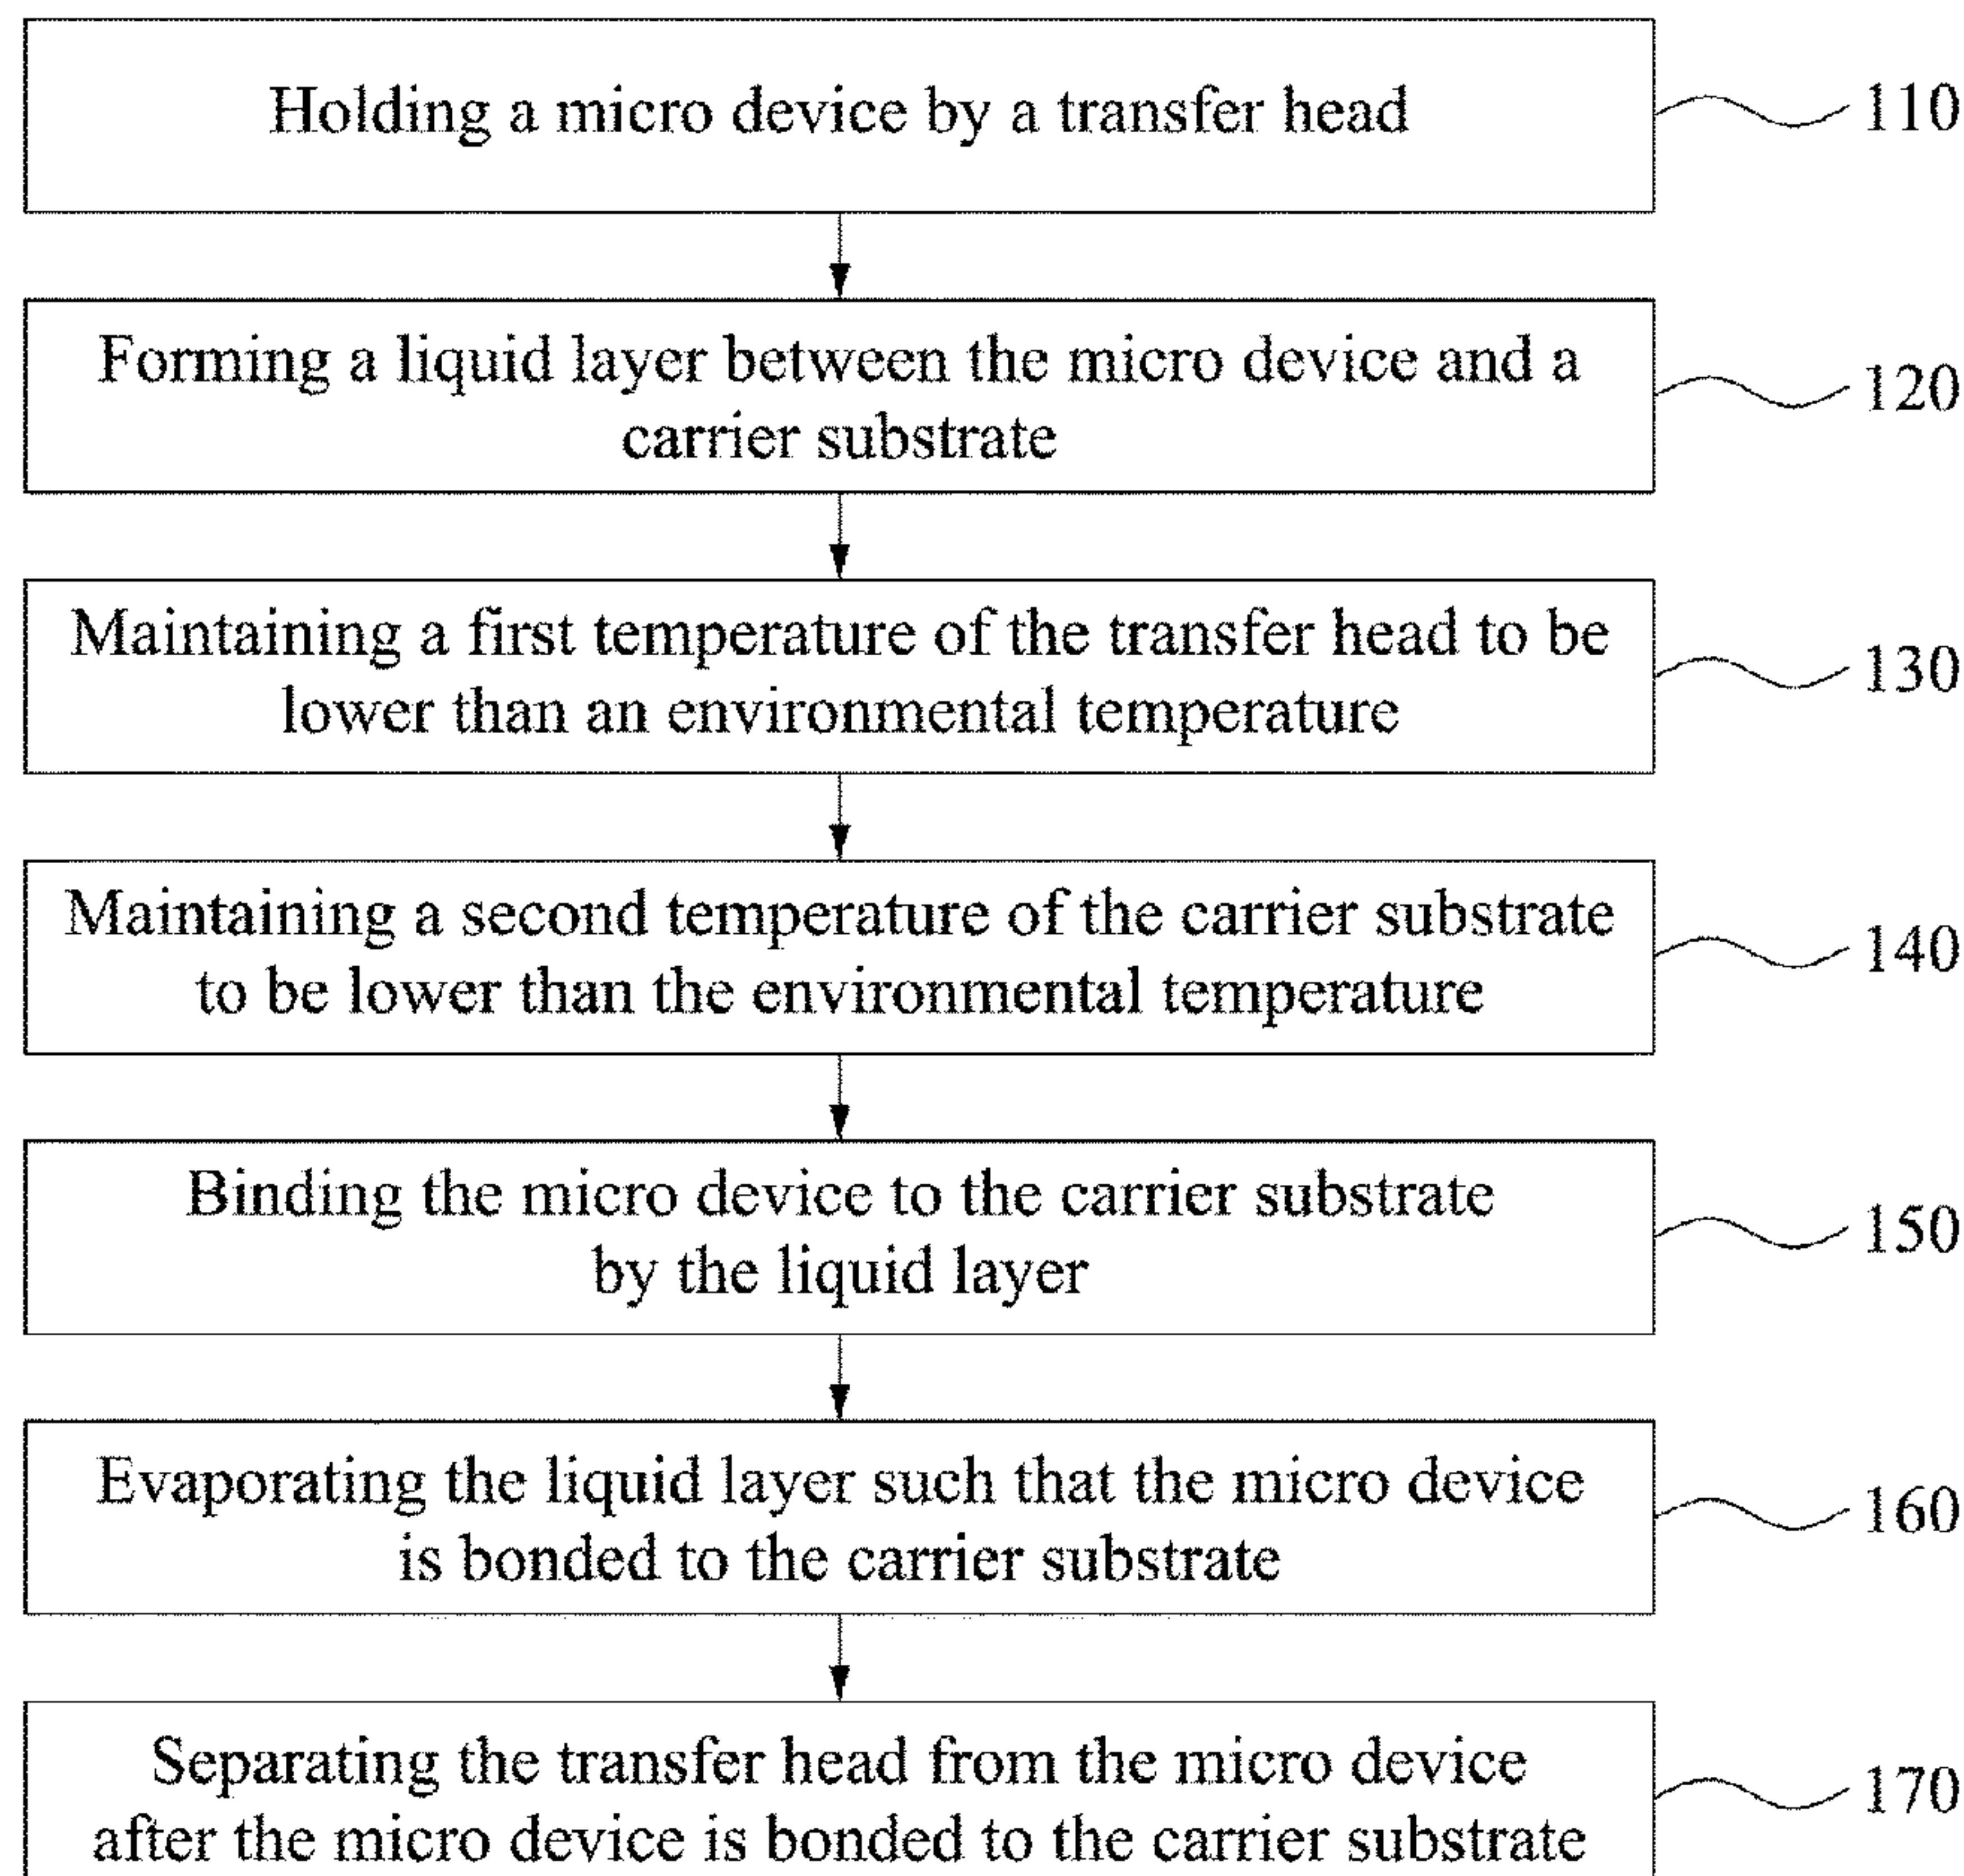 Holding a micro device by a transfer head
110
Forming a liquid layer between the micro device and a
carrier substrate
120
Maintaining a first temperature of the transfer head to be
lower than an environmental temperature
130
Maintaining a second temperature of the carrier substrate
to be lower than the environmental temperature
140
Binding the micro device to the carrier substrate
by the liquid layer
150
Evaporating the liquid layer such that the micro device
is bonded to the carrier substrate
160
Separating the transfer head from the micro device
after the micro device is bonded to the carrier substrate
170